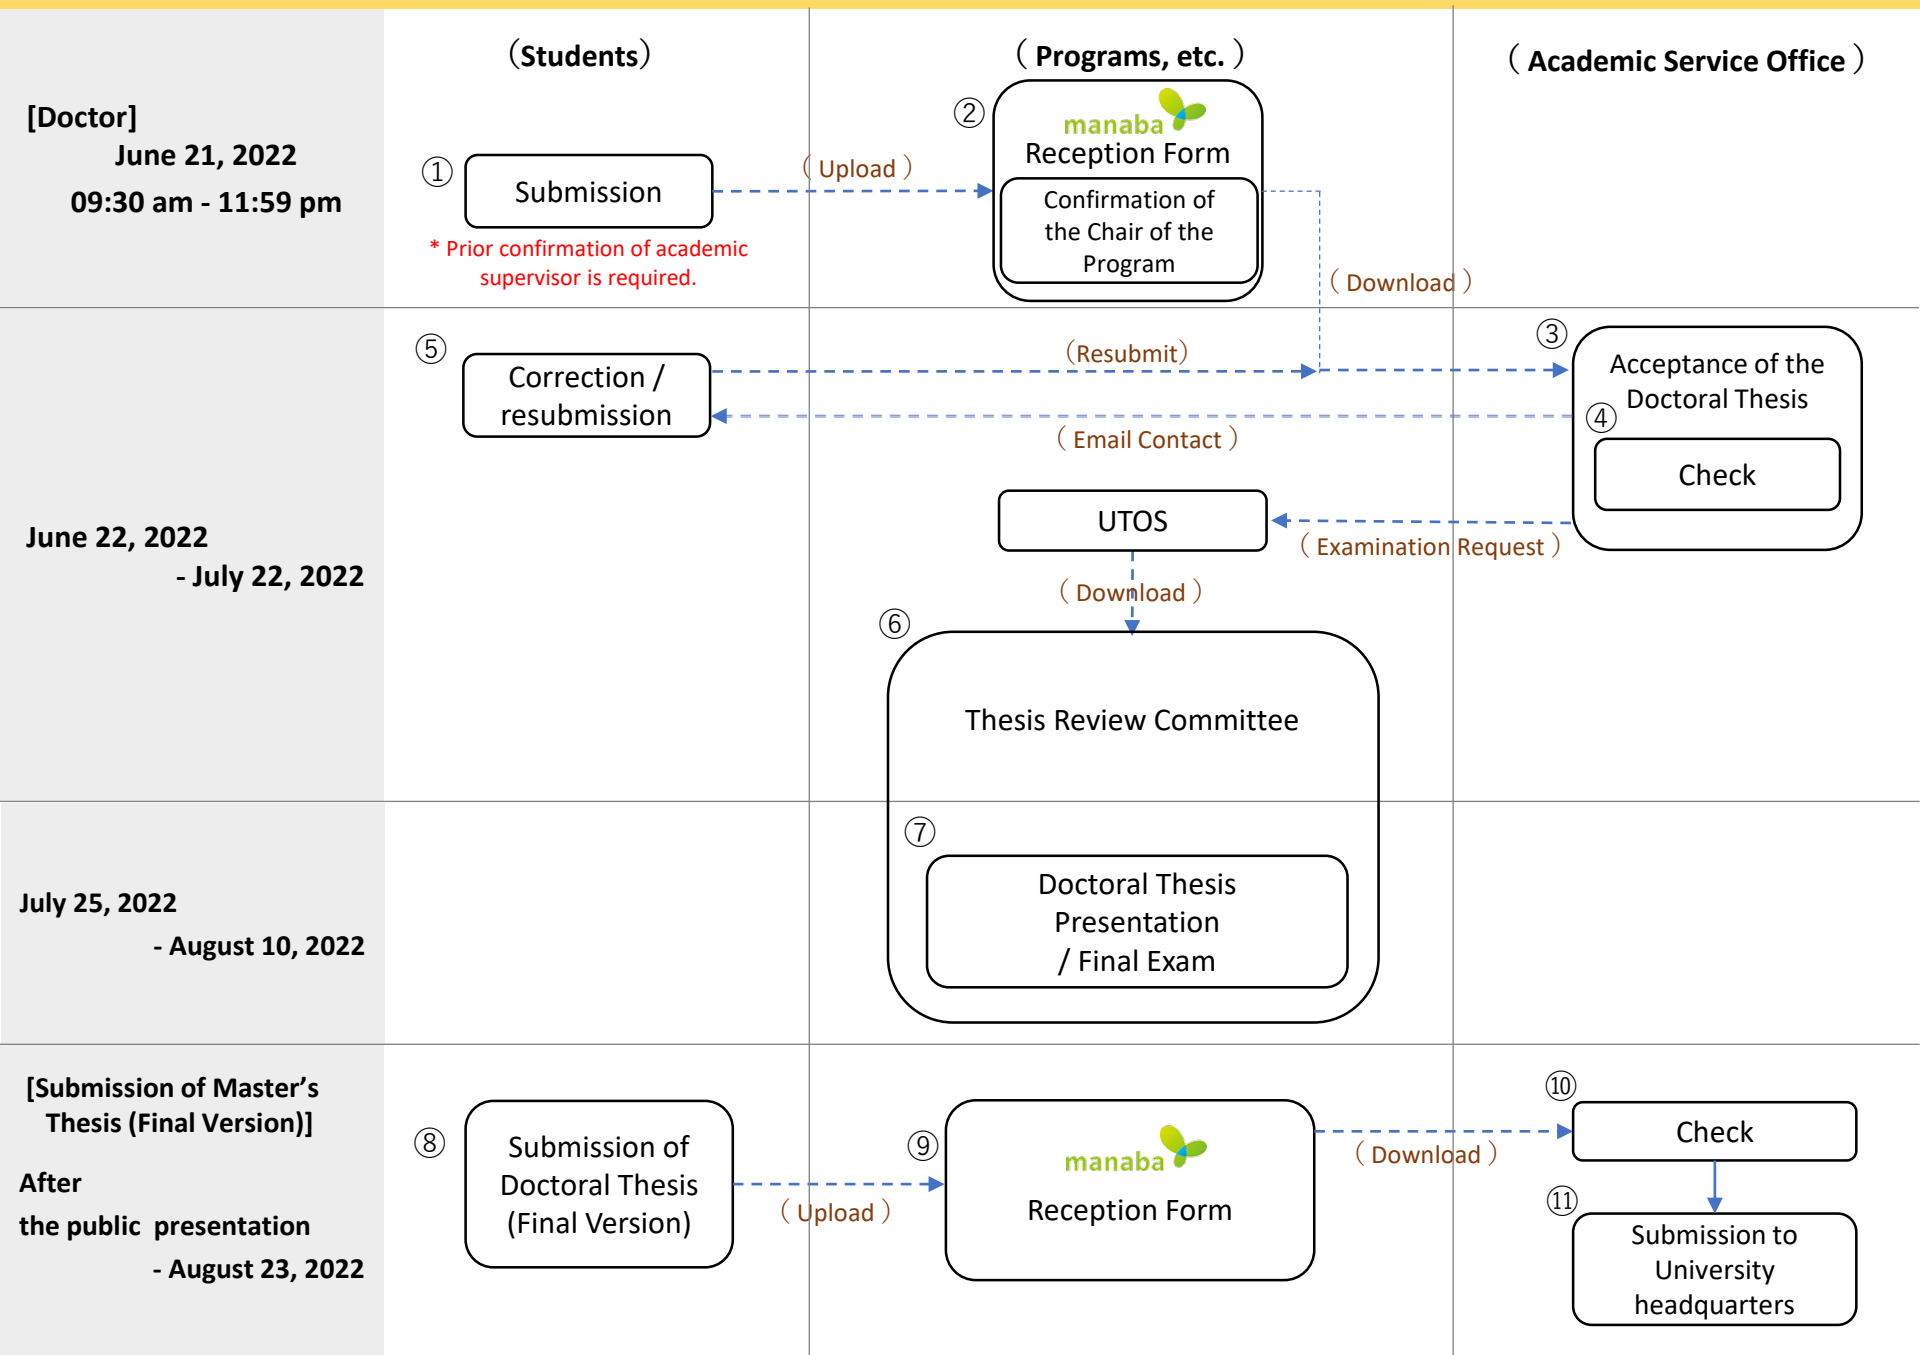 （Students）
（ Programs, etc. ）
（ Academic Service Office ）
[Doctor]
June 21, 2022
09:30 am - 11:59 pm
①
Submission
* Prior confirmation of academic
supervisor is required.
（ Upload ）
②
manaba
Reception Form
Confirmation of
the Chair of the
Program
（ Download ）
June 22, 2022
- July 22, 2022
⑤
Correction /
resubmission
（Resubmit）
（ Email Contact ）
③
Acceptance of the
Doctoral Thesis
④
Check
UTOS
（ Examination Request ）
（ Download ）
⑥
Thesis Review Committee
July 25, 2022
- August 10, 2022
⑦
Doctoral Thesis
Presentation
/ Final Exam
[Submission of Master’s
Thesis (Final Version)]
After
the public  presentation
- August 23, 2022
⑧
Submission of
Doctoral Thesis
(Final Version)
（ Upload ）
⑨
manaba
Reception Form
（ Download ）
⑩
Check
⑪
Submission to
University
headquarters